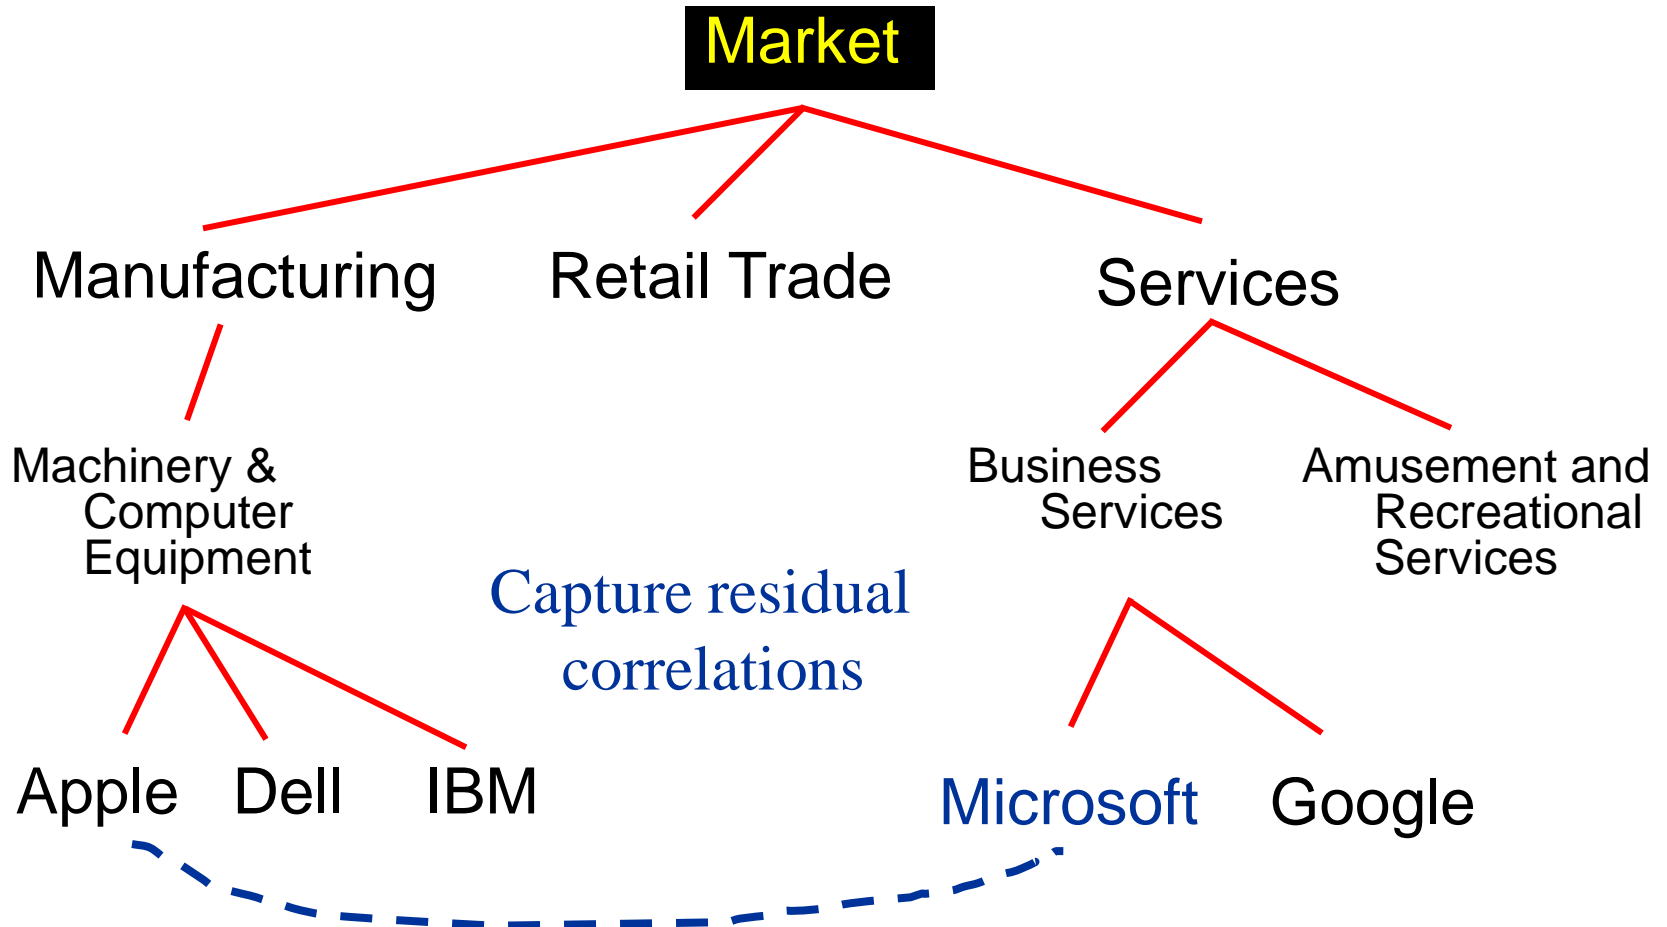 Market
Manufacturing
Retail Trade
Services
Machinery &
Computer
Equipment
Business
Services
Amusement and
Recreational
Services
Capture residual
correlations
Apple
Dell
IBM
Microsoft
Google